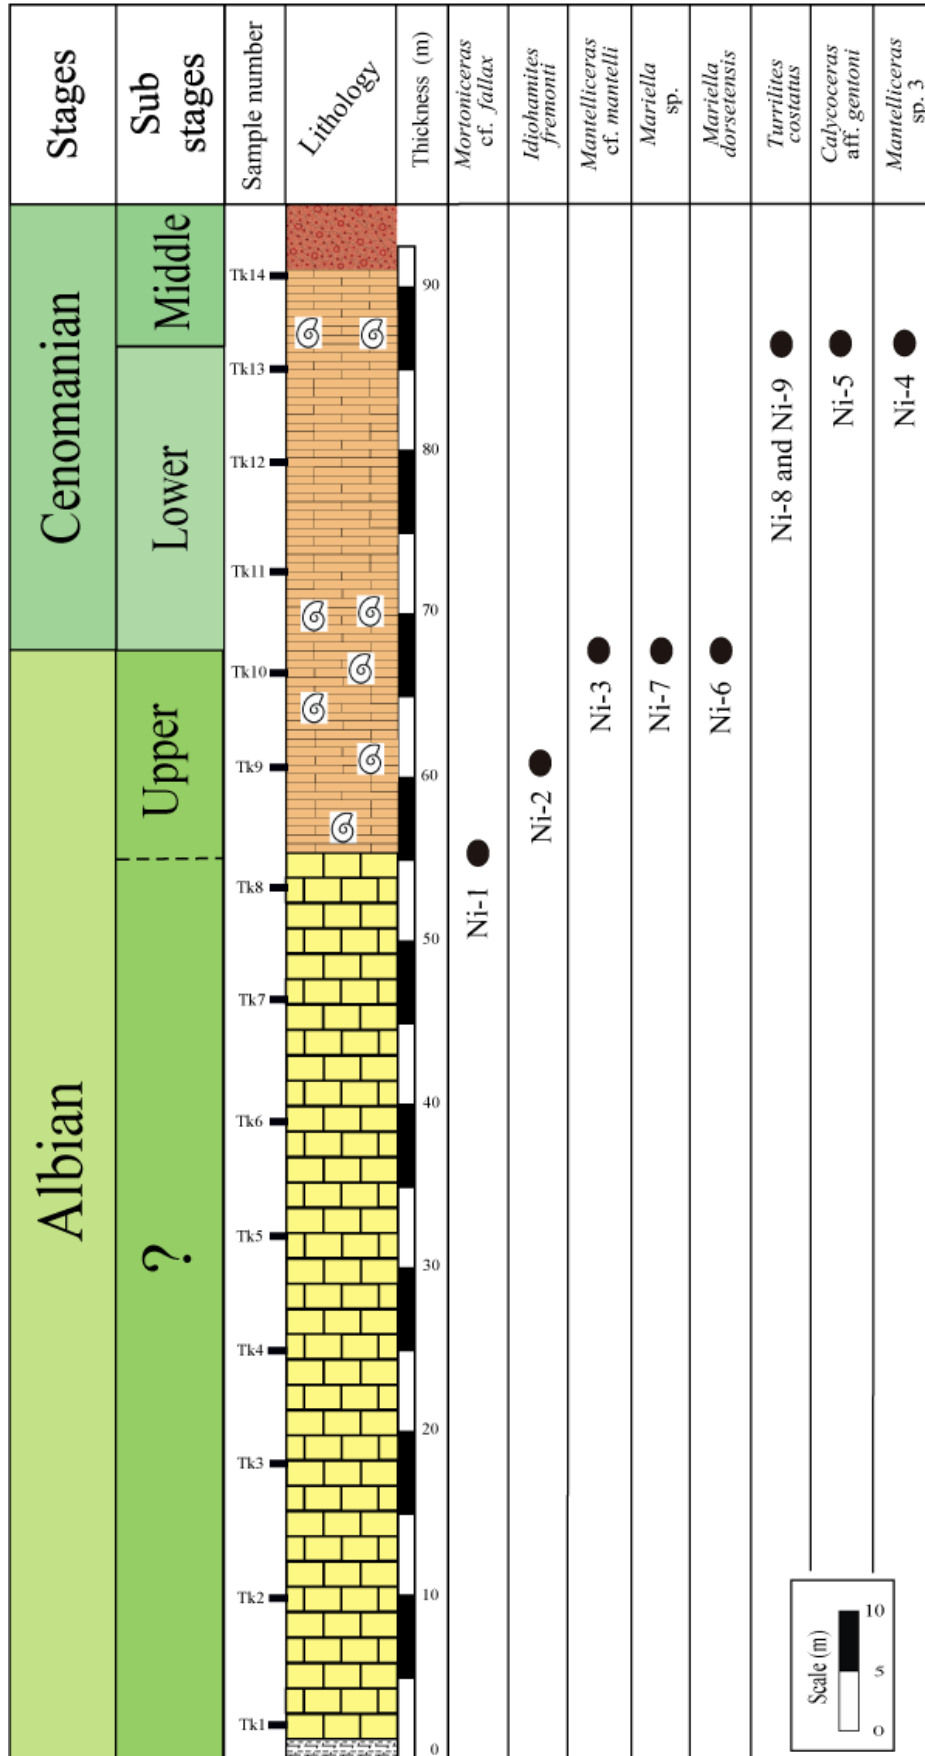 Stages
Sub
stages
Sample number
Lithology
Thickness (m)
Mortoniceras
cf. fallax
Idiohamites
fremonti
Mantelliceras
cf. mantelli
Mariella
sp.
Mariella
dorsetensis
Turrilites
costatus
Calycoceras
aff. gentoni
Mantelliceras
sp. 3
Cenomanian
Albian
Middle
Lower
Upper
?
Tk14
Tk13
Tk12
Tk11
Tk10
Tk9
Tk8
Tk7
Tk6
Tk5
Tk4
Tk3
Tk2
Tk1
90
80
70
60
50
40
30
20
10
0
Ni-1
Ni-2
Ni-3
Ni-7
Ni-6
Ni-8 and Ni-9
Ni-5
Ni-4
Scale (m)
10
5
0